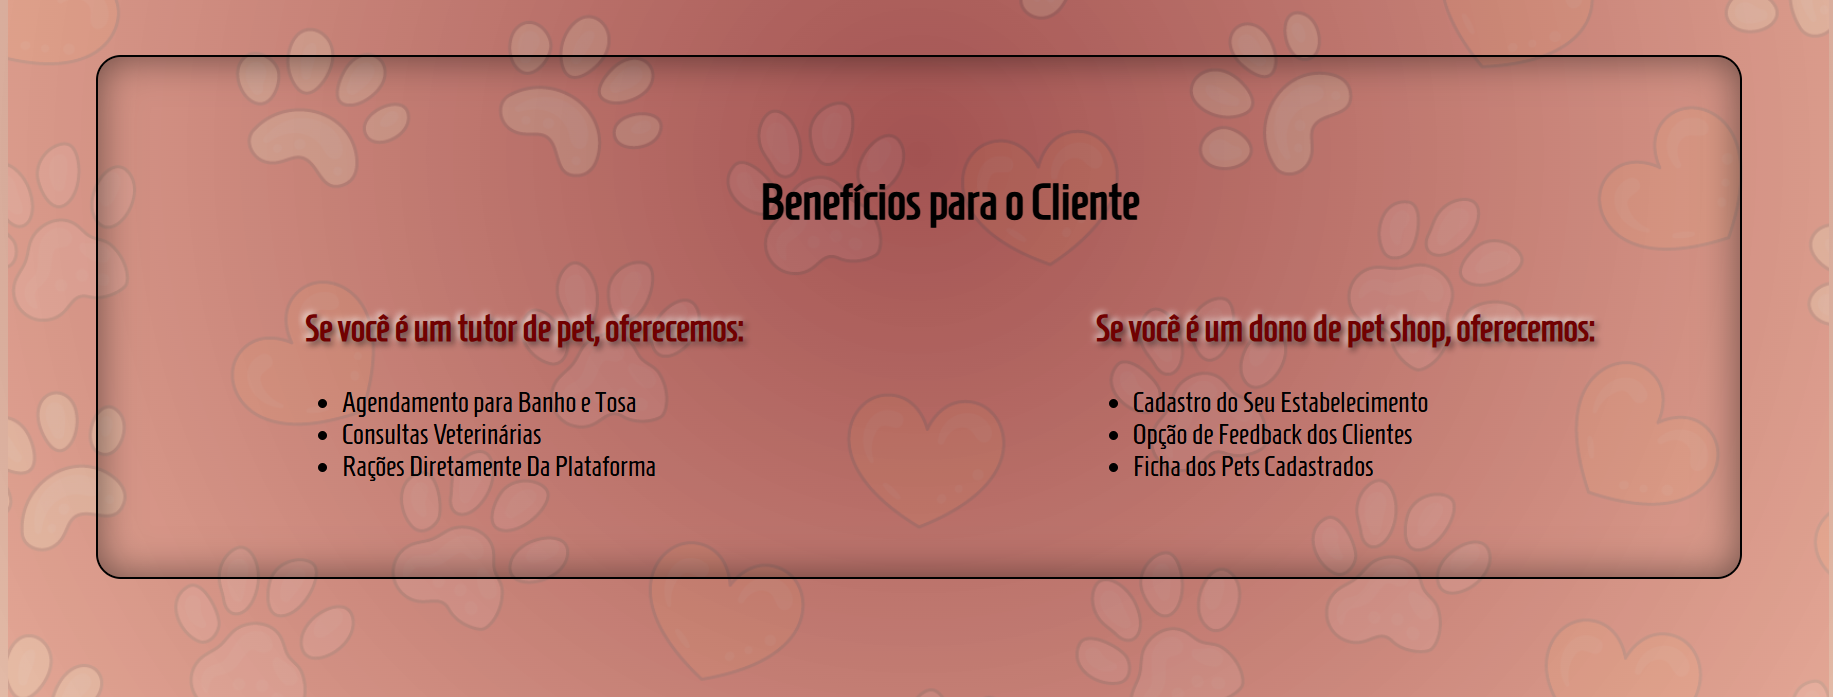 Benefícios para o Cliente
Se você é um tutor de pet, oferecemos:
Agendamento para Banho e Tosa
Consultas Veterinárias
Rações Diretamente Da Plataforma
Se você é um dono de pet shop, oferecemos:
Cadastro do Seu Estabelecimento
Opção de Feedback dos Clientes
Ficha dos Pets Cadastrados